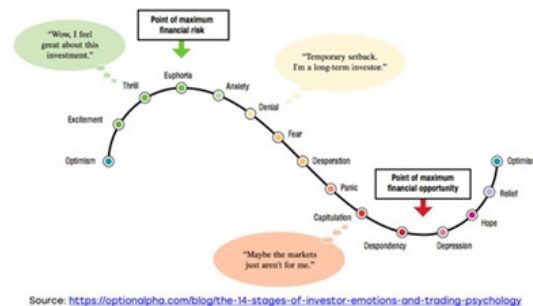 "Wow, I feel
great about this
investment."
Point of maximum
financial risk
"Temporary setback.
I'm a long-term investor."
Euphoria
Thrill
Anxiety
Denial
Excitement
Fear
Optimism
Desperation
Panic
Capitulation
Despondency
Depression
Hope
Relief
Optimism
Point of maximum
financial opportunity
"Maybe the markets
just aren't for me."
Source: https://optionalpha.com/blog/the-14-stages-of-investor-emotions-and-trading-psychology